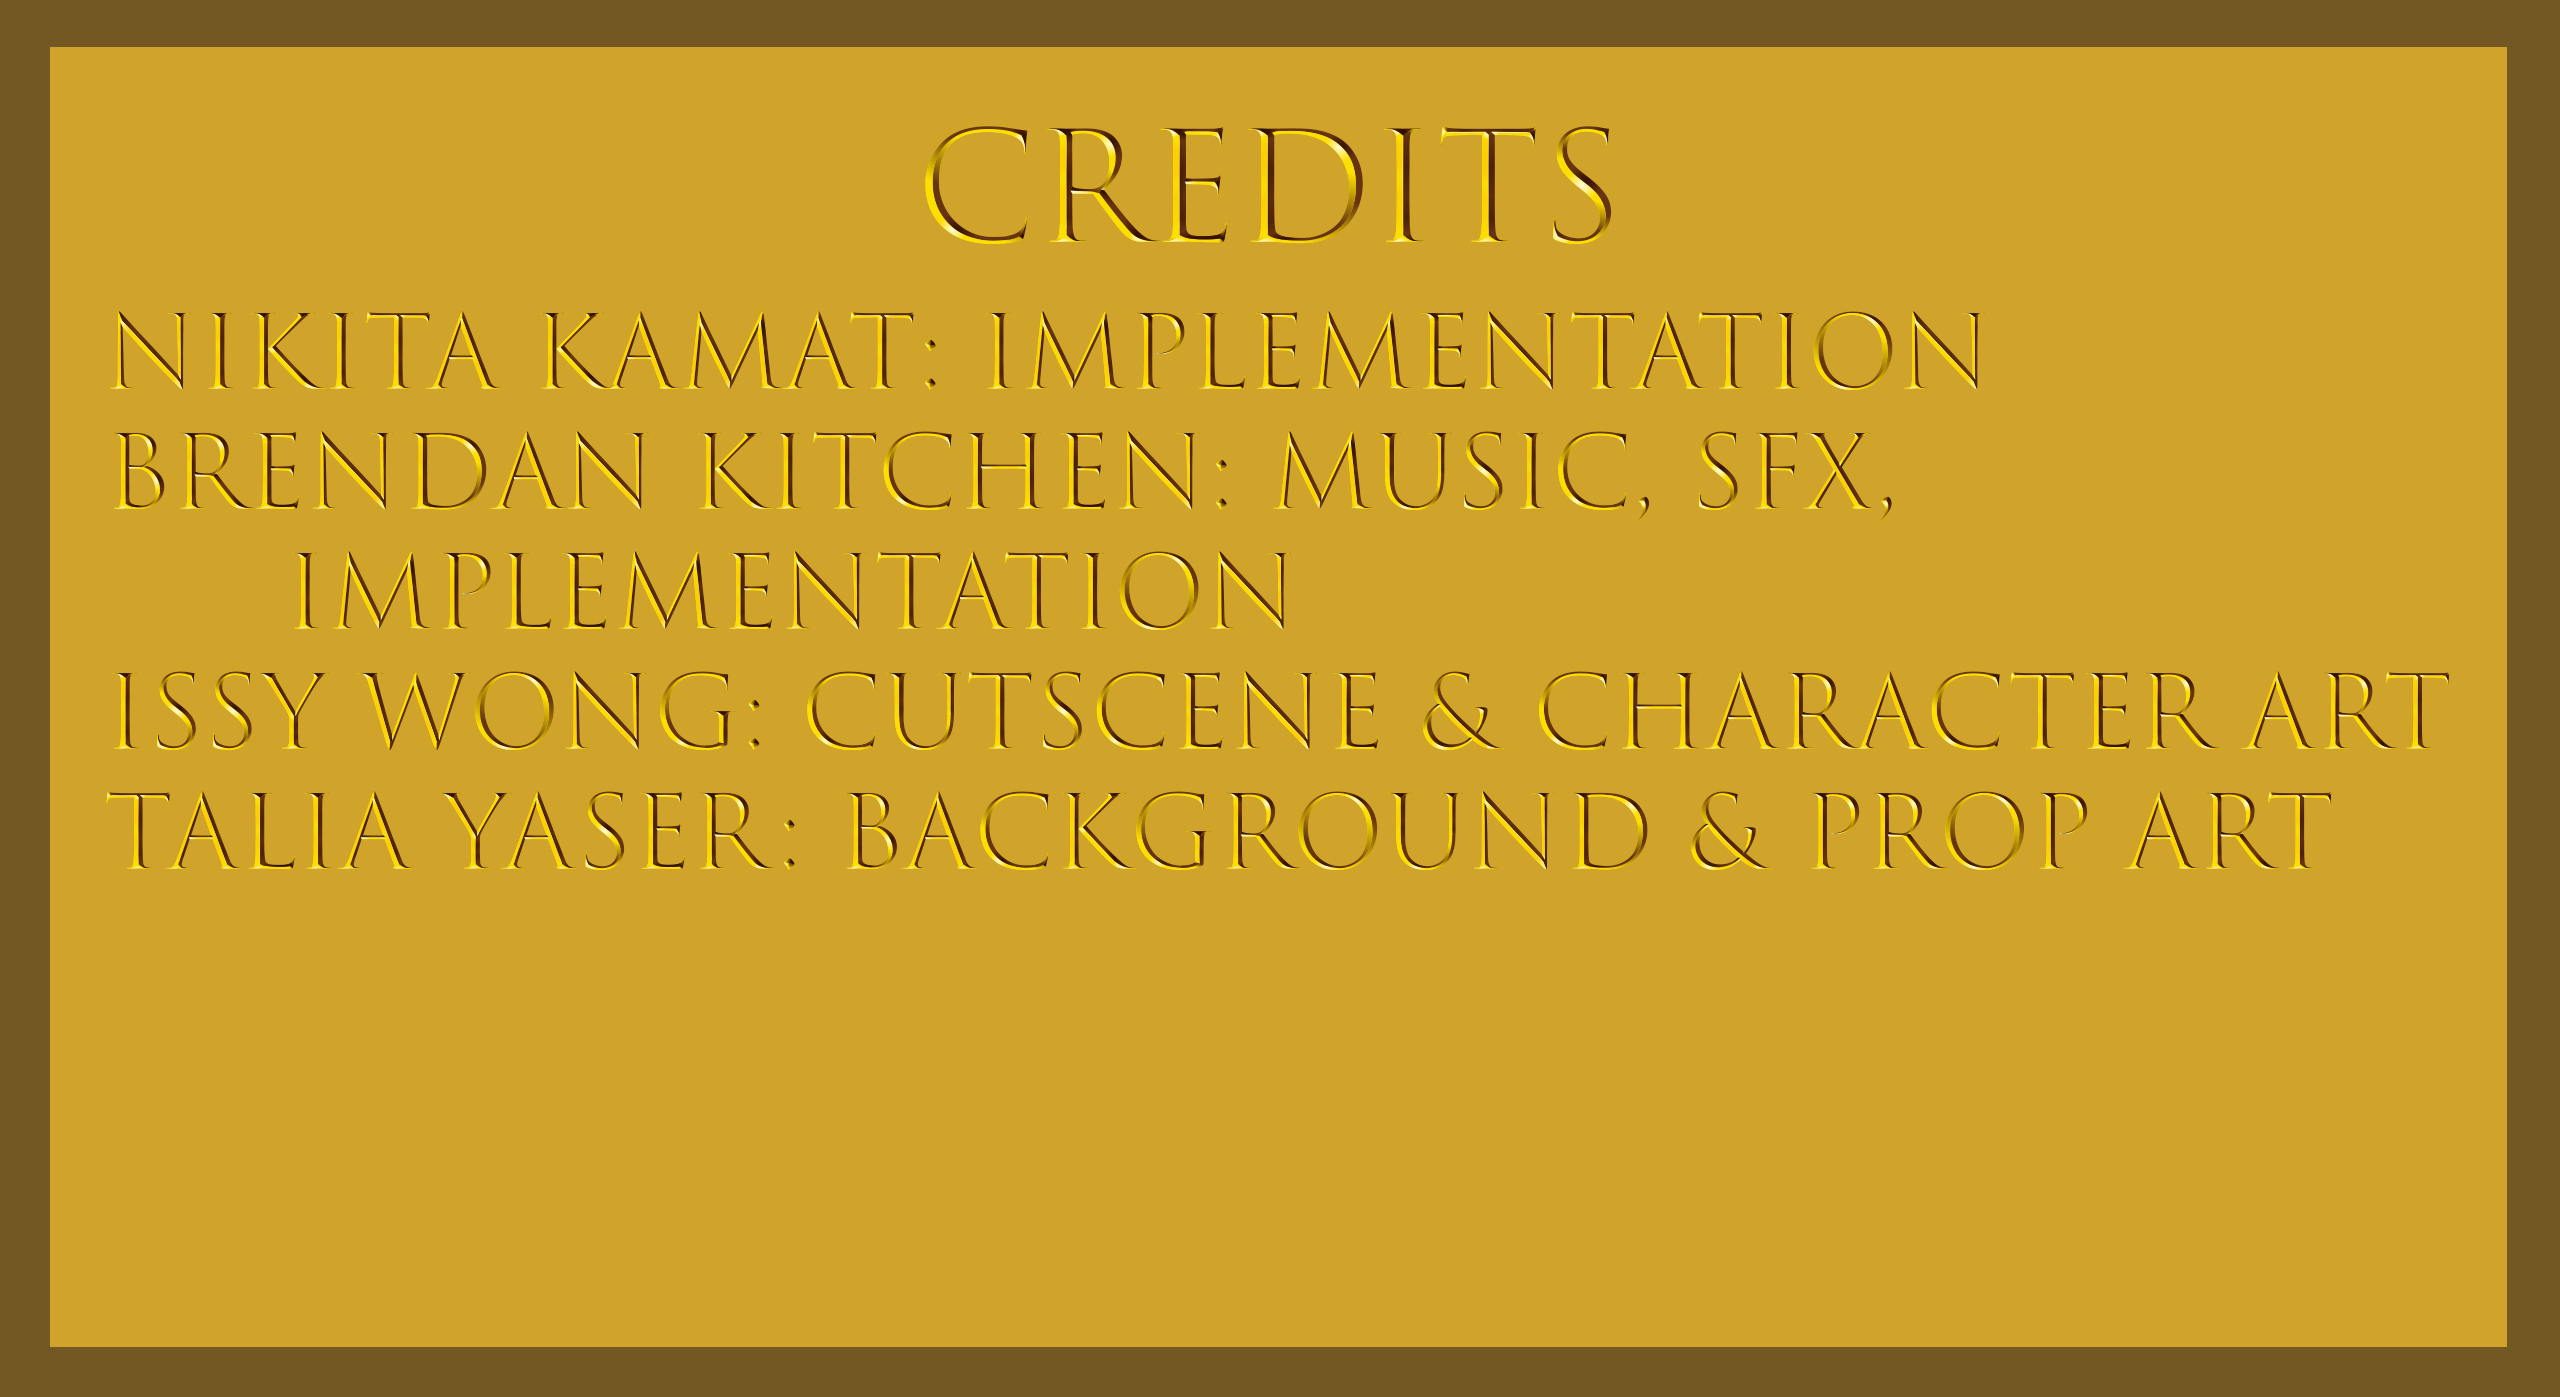 CREDITS
NIKITA KAMAT: IMPLEMENTATION
BRENDAN KITCHEN: MUSIC, SFX,
IMPLEMENTATION
ISSY WONG: CUTSCENE & CHARACTER ART
TALIA YASER: BACKGROUND & PROP ART